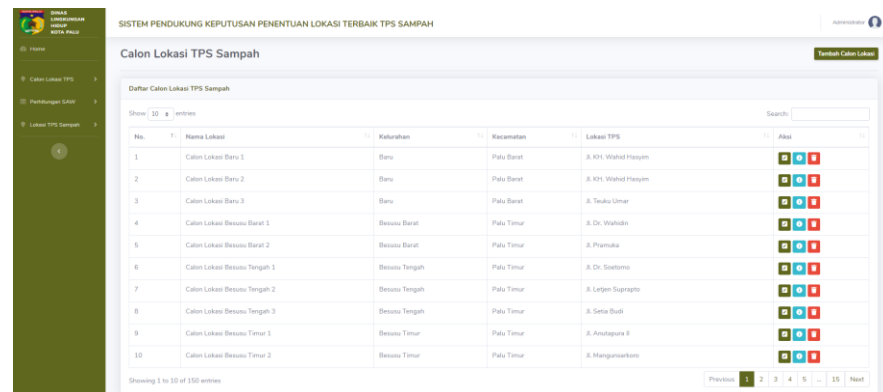 DINAS
LINGKUNGAN
HIDUP
KOTA PALU
SISTEM PENDUKUNG KEPUTUSAN PENENTUAN LOKASI TERBAIK TPS SAMPAH
Administrator
Home
Calon Lokasi TPS
Perhitungan SAW
Lokasi TPS Sampah
Calon Lokasi TPS Sampah
Tambah Calon Lokasi
Daftar Calon Lokasi TPS Sampah
Show 10 entries
Search:
No. Nama Lokasi Kelurahan Kecamatan Lokasi TPS Aksi
1 Calon Lokasi Baru 1 Baru Palu Barat Jl. KH. Wahid Hasyim
2 Calon Lokasi Baru 2 Baru Palu Barat Jl. KH. Wahid Hasyim
3 Calon Lokasi Baru 3 Baru Palu Barat Jl. Teuku Umar
4 Calon Lokasi Besusu Barat 1 Besusu Barat Palu Timur Jl. Dr. Wahidin
5 Calon Lokasi Besusu Barat 2 Besusu Barat Palu Timur Jl. Pramuka
6 Calon Lokasi Besusu Tengah 1 Besusu Tengah Palu Timur Jl. Dr. Soetomo
7 Calon Lokasi Besusu Tengah 2 Besusu Tengah Palu Timur Jl. Letjen Suprapto
8 Calon Lokasi Besusu Tengah 3 Besusu Tengah Palu Timur Jl. Setia Budi
9 Calon Lokasi Besusu Timur 1 Besusu Timur Palu Timur Jl. Anutapura II
10 Calon Lokasi Besusu Timur 2 Besusu Timur Palu Timur Jl. Mangunsarkoro
Showing 1 to 10 of 150 entries
Previous 1 2 3 4 5 ... 15 Next